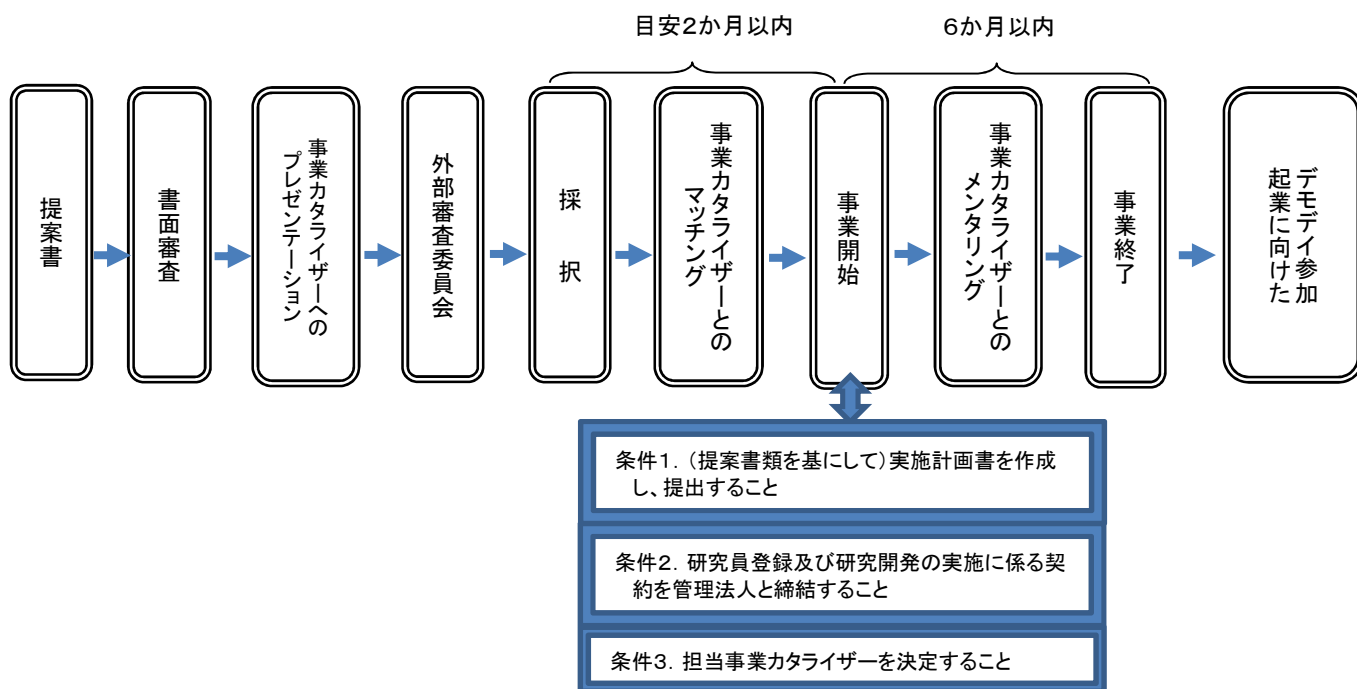 目安2か月以内
6か月以内
提案書
書面審査
事業カタライザーへの
プレゼンテーション
外部審査委員会
採 択
事業カタライザーとの
マッチング
事業開始
事業カタライザーとの
メンタリング
事業終了
デモデイ参加
起業に向けた
条件1.(提案書類を基にして)実施計画書を作成
し、提出すること
条件2.研究員登録及び研究開発の実施に係る契
約を管理法人と締結すること
条件3.担当事業カタライザーを決定すること